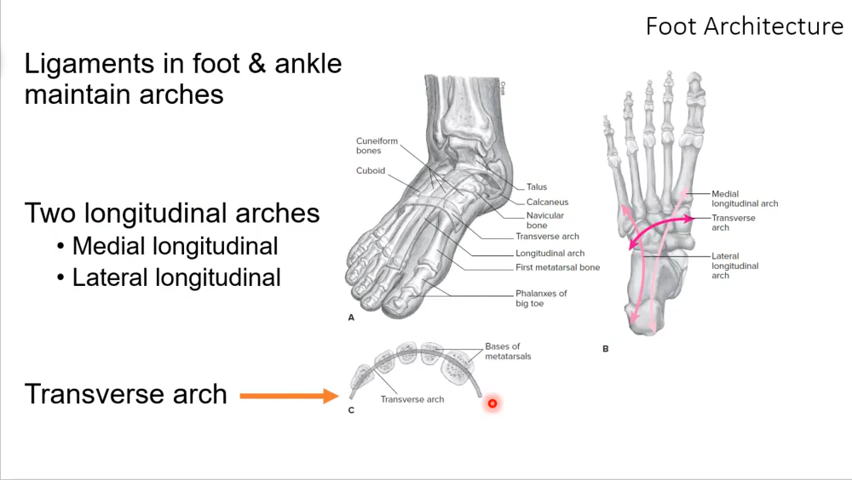 Foot Architecture
Ligaments in foot & ankle
maintain arches
Two longitudinal arches
• Medial longitudinal
• Lateral longitudinal
Transverse arch
Cuneiform
bones
Cuboid
Talus
Calcaneus
Navicular
bone
Transverse arch
Longitudinal arch
First metatarsal bone
Phalanxes of
big toe
A
Medial
longitudinal arch
Transverse
arch
Lateral
longitudinal
arch
B
Bases of
metatarsals
Transverse arch
C